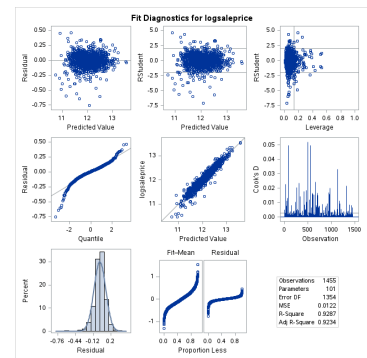 Fit Diagnostics for logsaleprice
0.50
0.25
0.00
-0.25
-0.50
-0.75
Residual
11 12 13
Predicted Value
5.0
2.5
0.0
-2.5
-5.0
-7.5
RStudent
11 12 13
Predicted Value
5.0
2.5
0.0
-2.5
-5.0
-7.5
RStudent
0.0 0.2 0.4 0.6 0.8 1.0
Leverage
0.50
0.25
0.00
-0.25
-0.50
-0.75
Residual
-2 0 2
Quantile
13
12
11
logsaleprice
11 12 13
Predicted Value
0.05
0.04
0.03
0.02
0.01
0.00
Cook's D
0 500 1000 1500
Observation
30
20
10
0
Percent
-0.76 -0.44 -0.12 0.2
Residual
Fit–Mean Residual
1
0
-1
0.0 0.4 0.8 0.0 0.4 0.8
Proportion Less
Observations 1455
Parameters 101
Error DF 1354
MSE 0.0122
R-Square 0.9287
Adj R-Square 0.9234